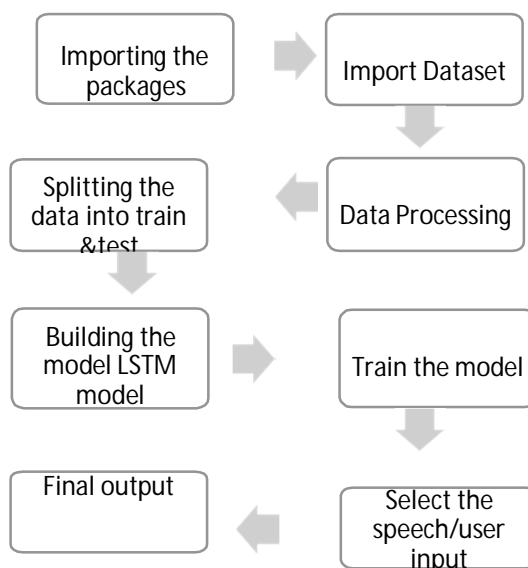 Importing the
packages
Import Dataset
Data Processing
Splitting the
data into train
&test
Building the
model LSTM
model
Train the model
Select the
speech/user
input
Final output